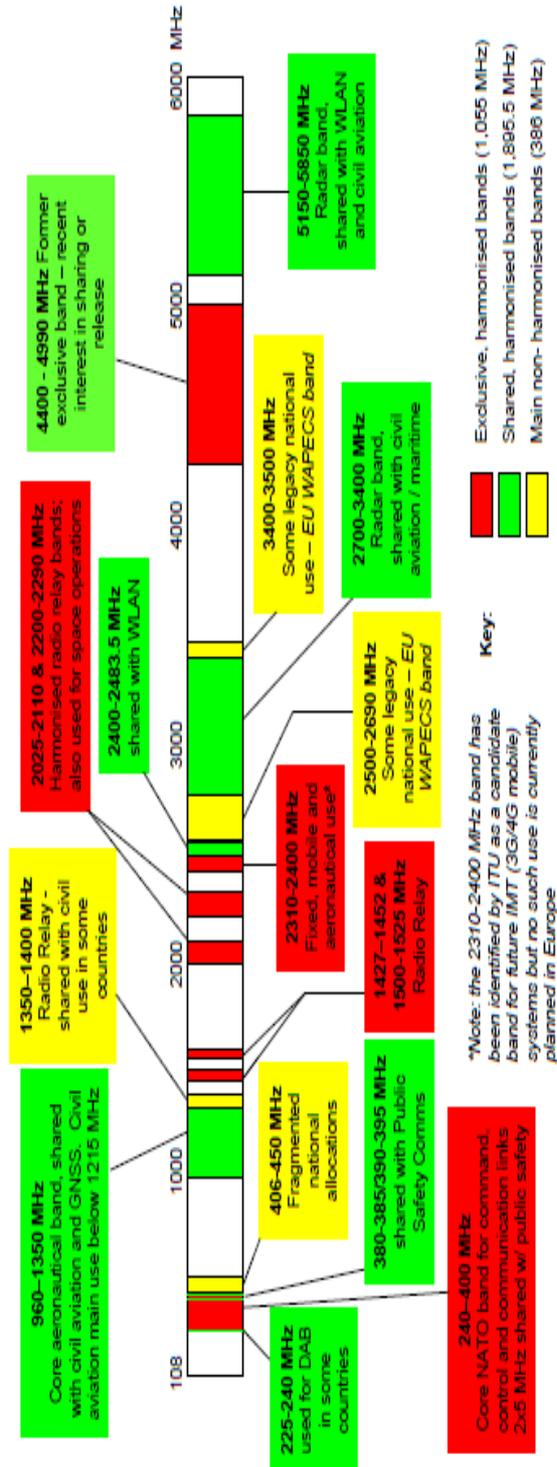 960–1350 MHz
Core aeronautical band, shared
with civil aviation and GNSS. Civil
aviation main use below 1215 MHz
1350–1400 MHz
Radio Relay -
shared with civil
use in some
countries
2025-2110 & 2200-2290 MHz
Harmonised radio relay bands;
also used for space operations
2400-2483.5 MHz
shared with WLAN
4400 - 4990 MHz Former
exclusive band – recent
interest in sharing or
release
108
1000
2000
3000
4000
5000
6000 MHz
225-240 MHz
used for DAB
in some
countries
406-450 MHz
Fragmented
national
allocations
2310-2400 MHz
Fixed, mobile and
aeronautical use*
3400-3500 MHz
Some legacy national
use – EU WAPECS band
5150-5850 MHz
Radar band,
shared with WLAN
and civil aviation
380-385/390-395 MHz
shared with Public
Safety Comms
1427–1452 &
1500-1525 MHz
Radio Relay
2500-2690 MHz
Some legacy
national use – EU
WAPECS band
2700-3400 MHz
Radar band,
shared with civil
aviation / maritime
240–400 MHz
Core NATO band for command,
control and communication links
2x5 MHz shared w/ public safety
*Note: the 2310-2400 MHz band has
been identified by ITU as a candidate
band for future IMT (3G/4G mobile)
systems but no such use is currently
planned in Europe
Key:
Exclusive, harmonised bands (1,055 MHz)
Shared, harmonised bands (1,895.5 MHz)
Main non- harmonised bands (386 MHz)